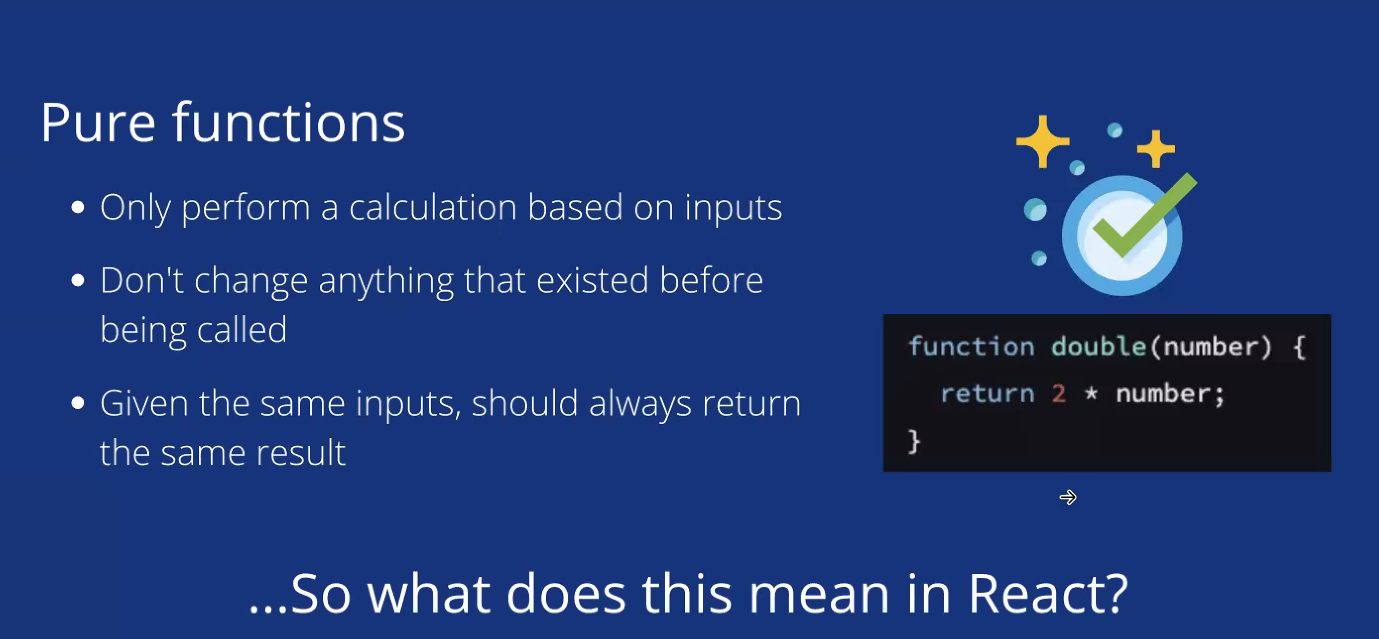 Pure functions
Only perform a calculation based on inputs
Don't change anything that existed before
being called
Given the same inputs, should always return
the same result
function double(number) {
return 2 * number;
}
...So what does this mean in React?